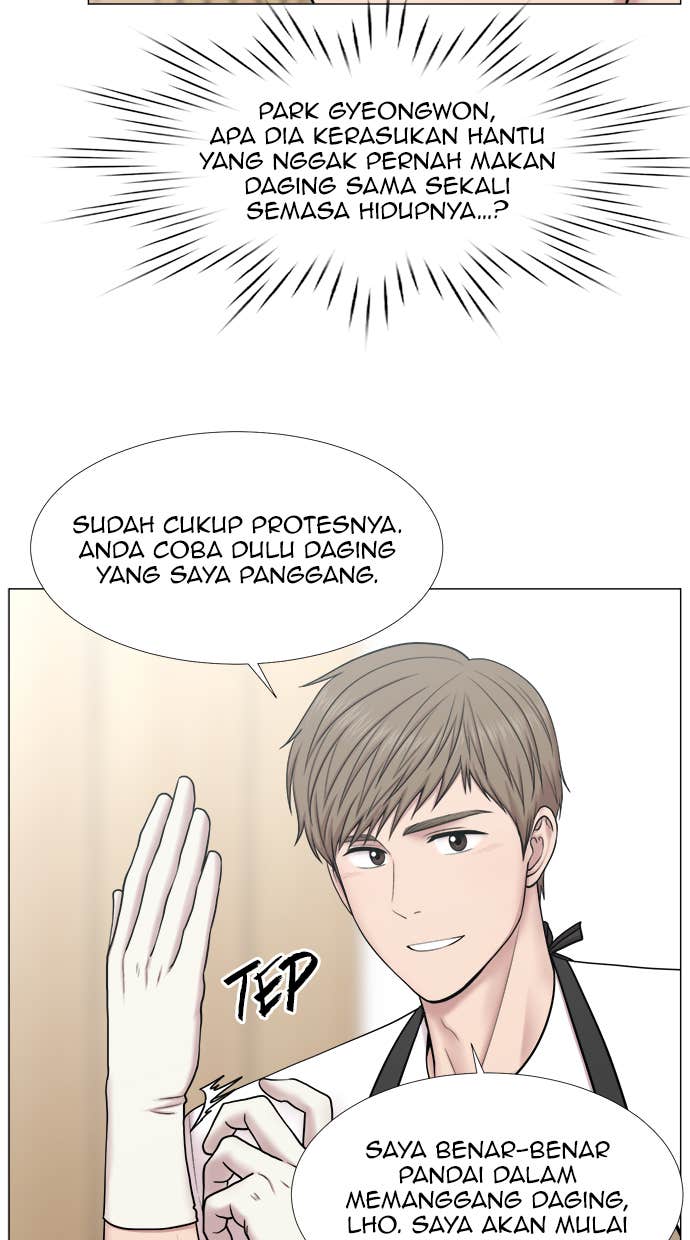 PARK GYEONGWON,
APA DIA KERASUKAN HANTU
YANG NGGAK PERNAH MAKAN
DAGING SAMA SEKALI
SEMASA HIDUPNYA...?
SUDAH CUKUP PROTESNYA.
ANDA COBA DULU DAGING
YANG SAYA PANGGANG.
TEP
SAYA BENAR-BENAR
PANDAI DALAM
MEMANGGANG DAGING,
LHO. SAYA AKAN MULAI